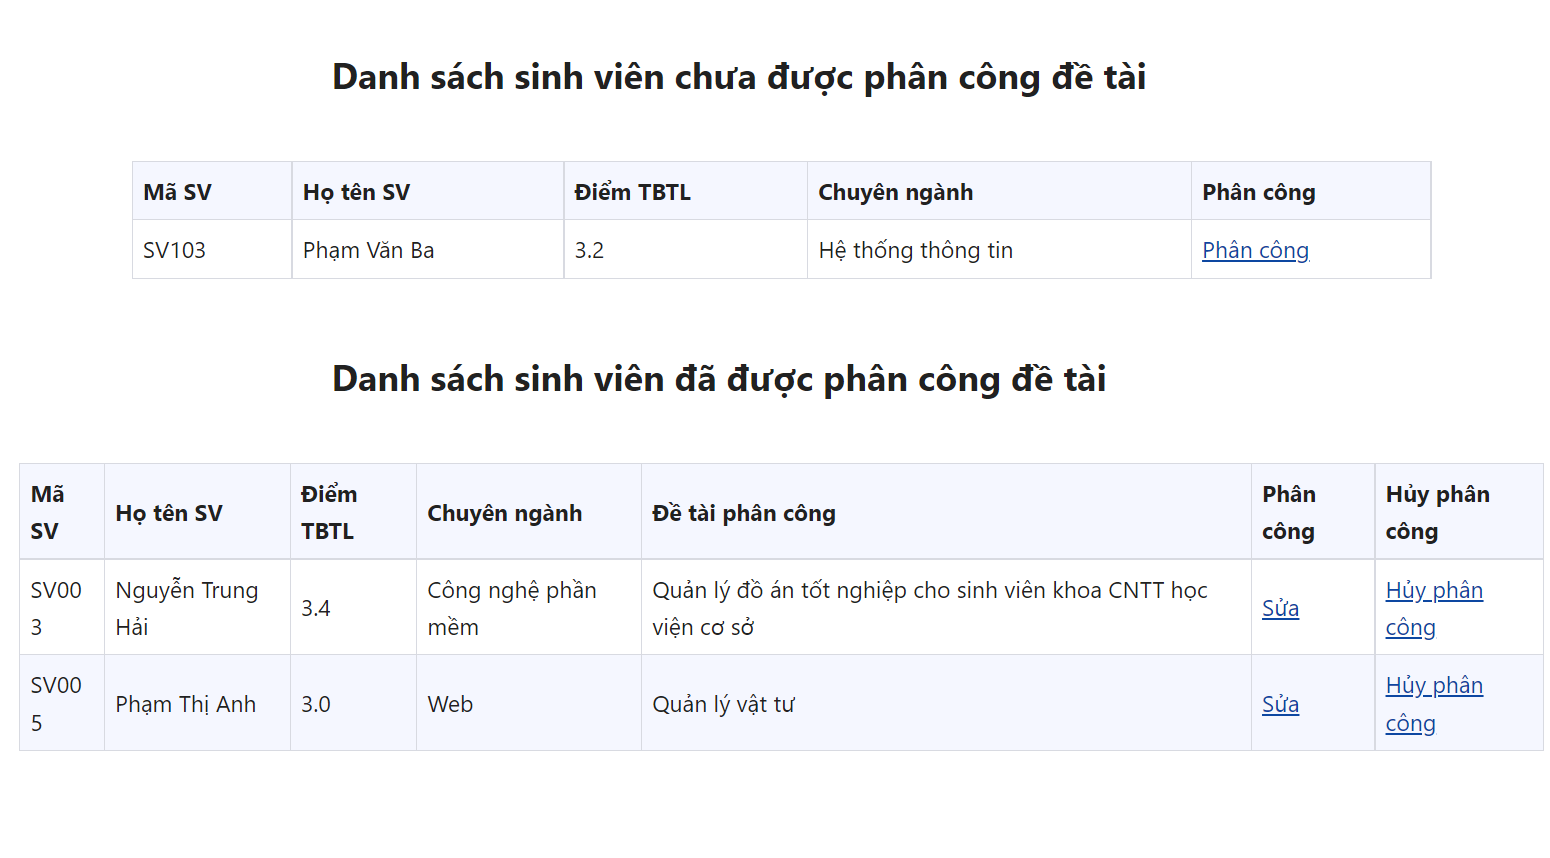 Danh sách sinh viên chưa được phân công đề tài
Mã SV Họ tên SV Điểm TBTL Chuyên ngành Phân công
SV103 Phạm Văn Ba 3.2 Hệ thống thông tin Phân công
Danh sách sinh viên đã được phân công đề tài
Mã SV Họ tên SV Điểm TBTL Chuyên ngành Đề tài phân công Phân công Hủy phân công
SV003 Nguyễn Trung Hải 3.4 Công nghệ phần mềm Quản lý đồ án tốt nghiệp cho sinh viên khoa CNTT học viện cơ sở Sửa Hủy phân công
SV005 Phạm Thị Anh 3.0 Web Quản lý vật tư Sửa Hủy phân công